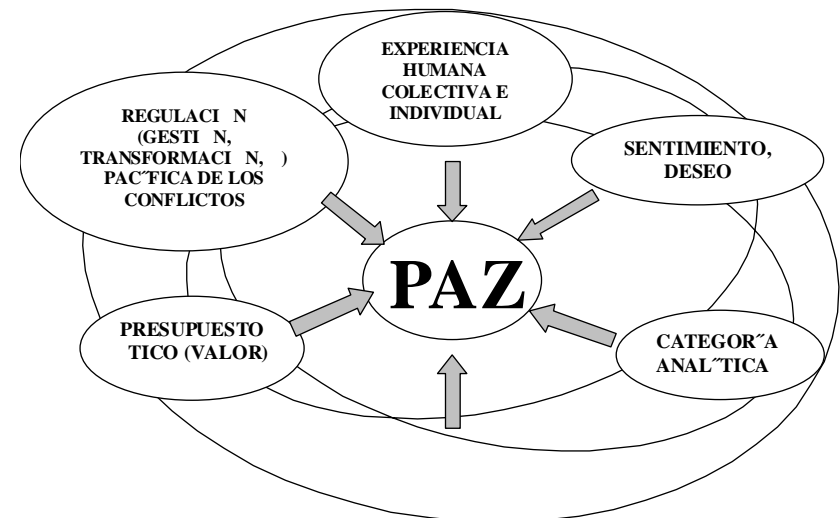 EXPERIENCIA
HUMANA
COLECTIVA E
INDIVIDUAL
REGULACI N
(GESTI N,
TRANSFORMACI N, )
PAC˝FICA DE LOS
CONFLICTOS
SENTIMIENTO,
DESEO
PAZ
PRESUPUESTO
TICO (VALOR)
CATEGOR˝A
ANAL˝TICA